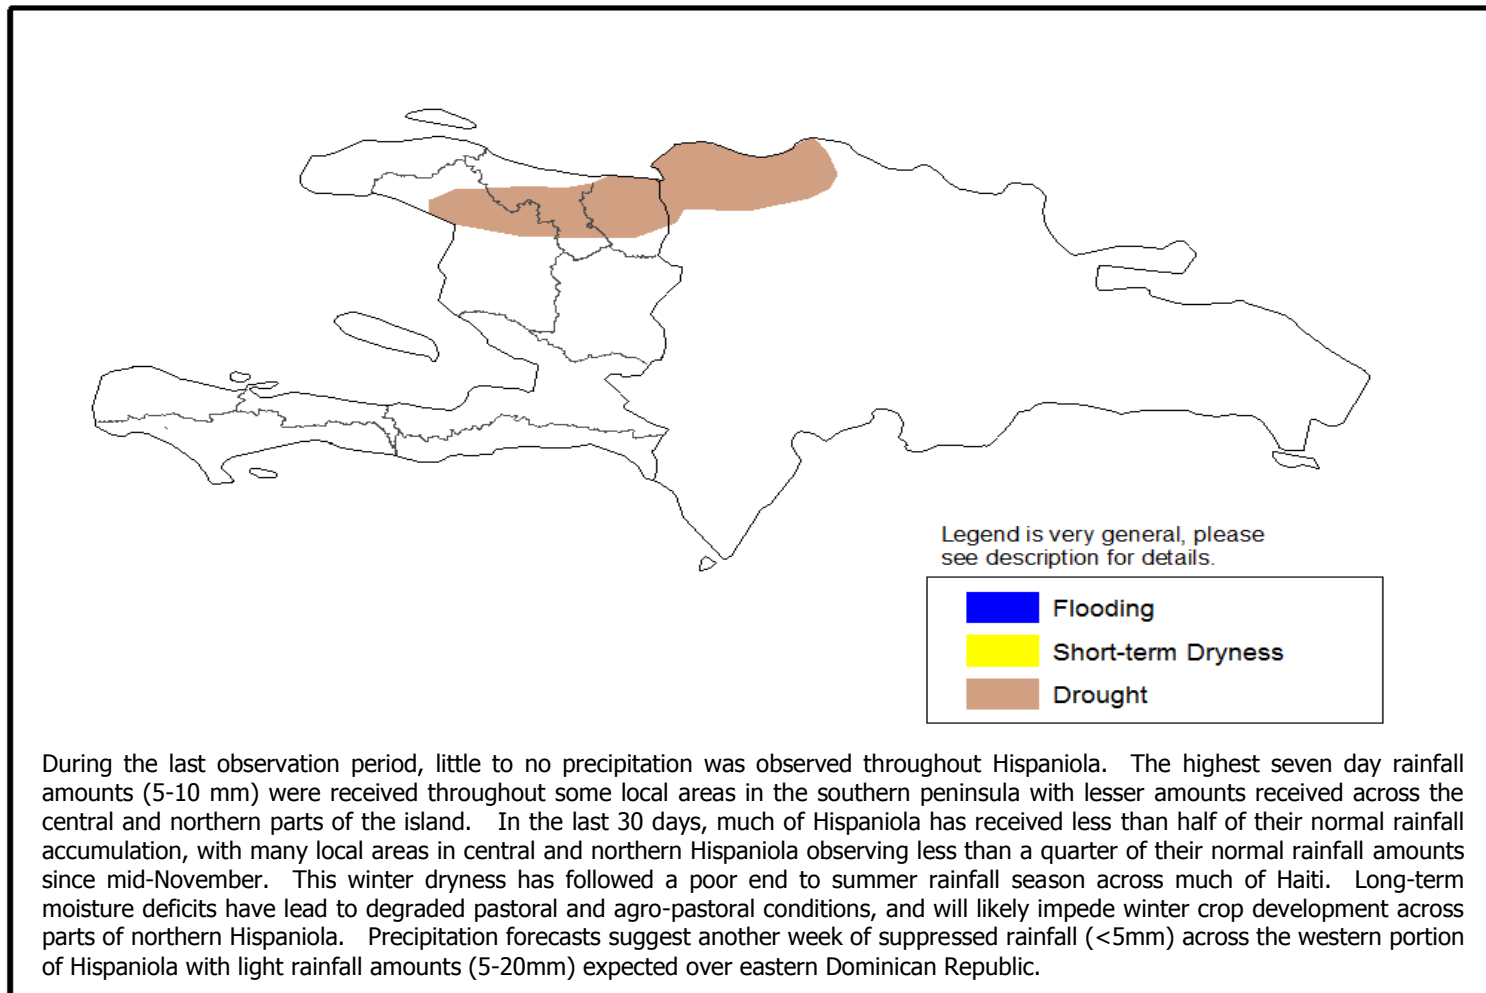 Legend is very general, please
see description for details.
Flooding
Short-term Dryness
Drought
During the last observation period, little to no precipitation was observed throughout Hispaniola. The highest seven day rainfall
amounts (5-10 mm) were received throughout some local areas in the southern peninsula with lesser amounts received across the
central and northern parts of the island. In the last 30 days, much of Hispaniola has received less than half of their normal rainfall
accumulation, with many local areas in central and northern Hispaniola observing less than a quarter of their normal rainfall amounts
since mid-November. This winter dryness has followed a poor end to summer rainfall season across much of Haiti. Long-term
moisture deficits have lead to degraded pastoral and agro-pastoral conditions, and will likely impede winter crop development across
parts of northern Hispaniola. Precipitation forecasts suggest another week of suppressed rainfall (<5mm) across the western portion
of Hispaniola with light rainfall amounts (5-20mm) expected over eastern Dominican Republic.